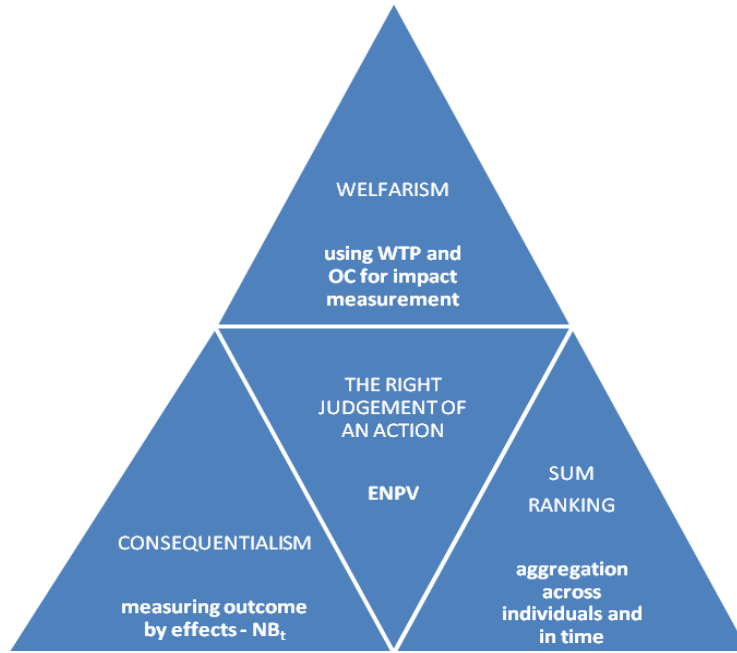 WELFARISM
using WTP and
OC for impact
measurement
THE RIGHT
JUDGEMENT OF
AN ACTION
ENPV
CONSEQUENTIALISM
measuring outcome
by effects - NBₜ
SUM
RANKING
aggregation
across
individuals and
in time